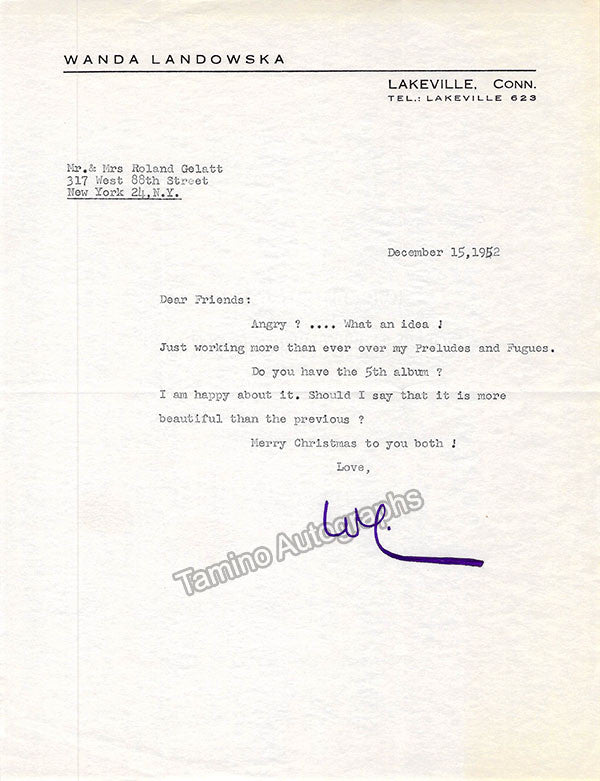 WANDA LANDOWSKA
LAKEVILLE, CONN.
TEL.: LAKEVILLE 623
Mr.& Mrs Roland Gelatt
317 West 88th Street
New York 24,N.Y.
December 15,1952
Dear Friends:
Angry ? .... What an idea !
Just working more than ever over my Preludes and Fugues.
Do you have the 5th album ?
I am happy about it. Should I say that it is more
beautiful than the previous ?
Merry Christmas to you both !
Love,
Tamino Autographs